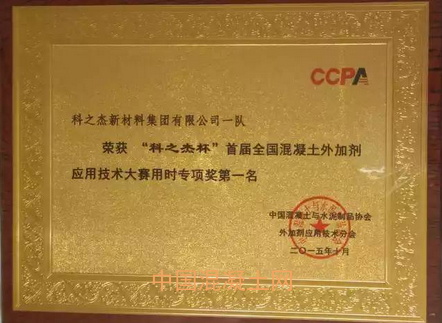 CCPA
科之杰新材料集团有限公司一队
荣获 “科之杰杯”首届全国混凝土外加剂
应用技术大赛用时专项奖第一名
中国混凝土与水泥制品协会
外加剂应用技术分会
二〇一五年十月
中国混凝土网